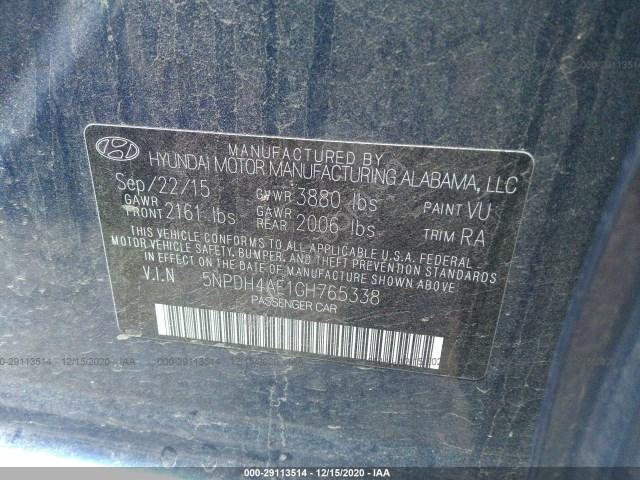 MANUFACTURED BY
HYUNDAI MOTOR MANUFACTURING ALABAMA, LLC
Sep/22/15 GVWR 3880 lbs PAINT VU
GAWR FRONT 2161 lbs GAWR REAR 2006 lbs TRIM RA
THIS VEHICLE CONFORMS TO ALL APPLICABLE U.S.A. FEDERAL
MOTOR VEHICLE SAFETY, BUMPER, AND THEFT PREVENTION STANDARDS
IN EFFECT ON THE DATE OF MANUFACTURE SHOWN ABOVE
V.I.N 5NPDH4AE1GH765338
PASSENGER CAR
000-29113514 - 12/15/2020 - IAA